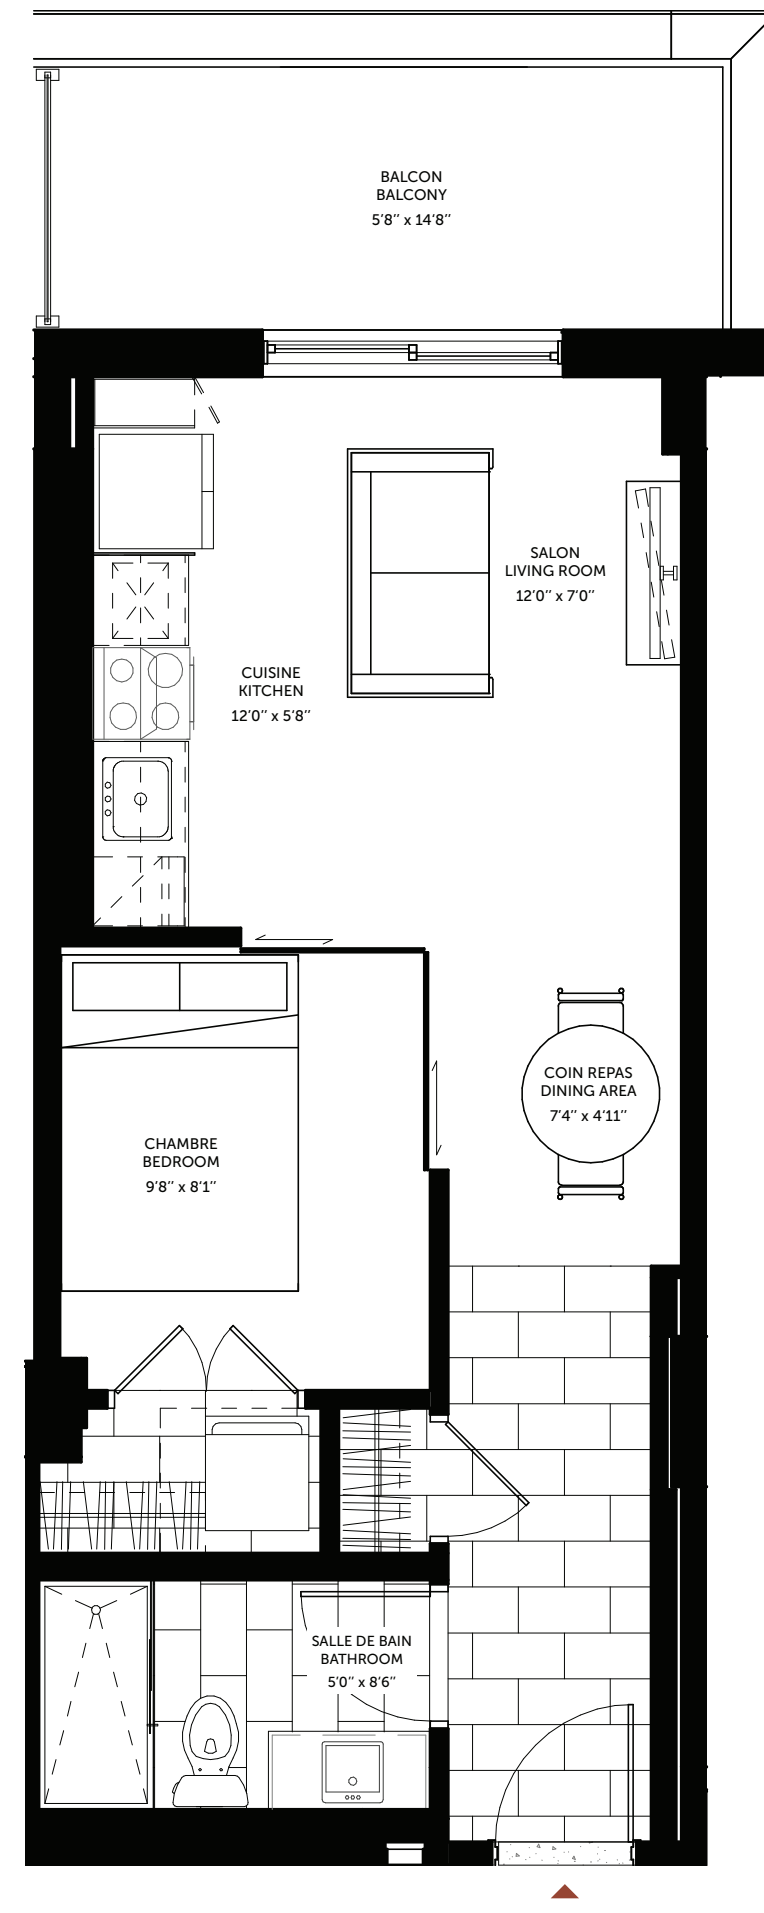 BALCON
BALCONY
5'8'' x 14'8''
SALON
LIVING ROOM
12'0'' x 7'0''
CUISINE
KITCHEN
12'0'' x 5'8''
COIN REPAS
DINING AREA
7'4'' x 4'11''
CHAMBRE
BEDROOM
9'8'' x 8'1''
SALLE DE BAIN
BATHROOM
5'0'' x 8'6''